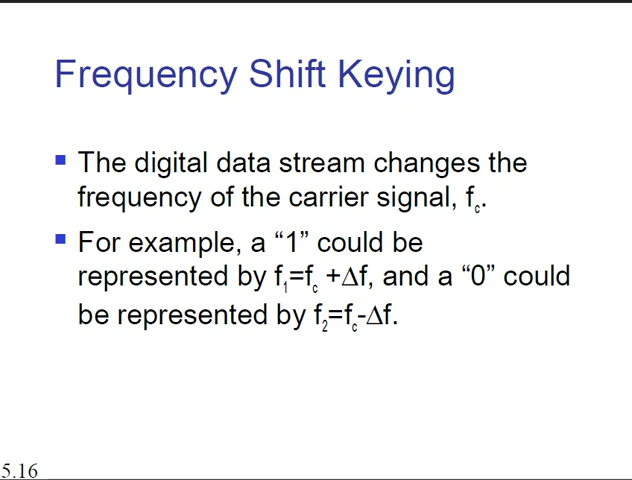 Frequency Shift Keying
■ The digital data stream changes the
frequency of the carrier signal, fc.
■ For example, a “1” could be
represented by f1=fc +Δf, and a “0” could
be represented by f2=fc-Δf.
5.16